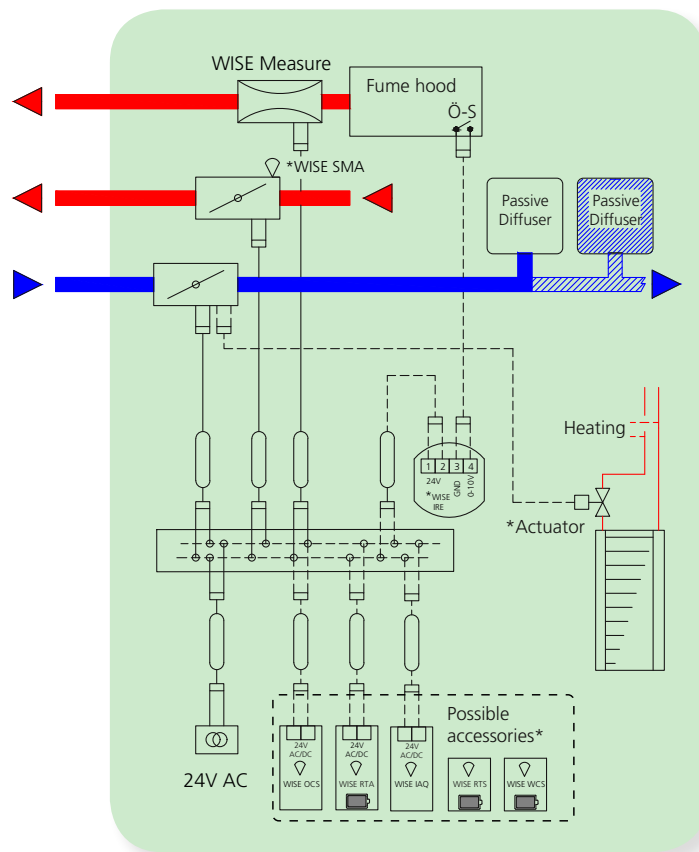 WISE Measure
Fume hood
Ö-S
*WISE SMA
Passive
Diffuser
Passive
Diffuser
1 2 3 4
24V
*WISE
IRE
GND
0-10V
Heating
*Actuator
24V AC
Possible
accessories*
24V
AC/DC
WISE OCS
24V
AC/DC
WISE RTA
24V
AC/DC
WISE IAQ
WISE RTS
WISE WCS